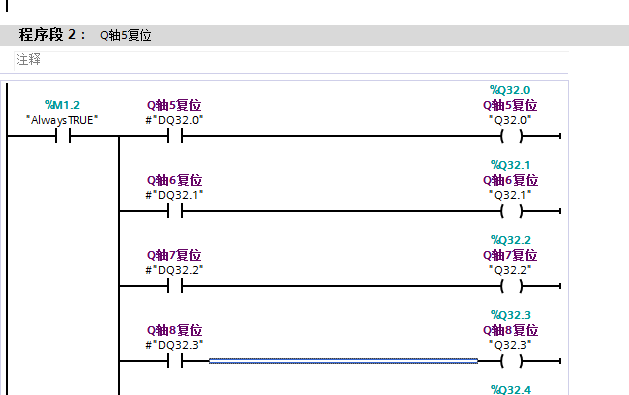 程序段 2： Q轴5复位
注释
%Q32.0
%M1.2 Q轴5复位 Q轴5复位
"AlwaysTRUE" #"DQ32.0" "Q32.0"
%Q32.1
Q轴6复位 Q轴6复位
#"DQ32.1" "Q32.1"
%Q32.2
Q轴7复位 Q轴7复位
#"DQ32.2" "Q32.2"
%Q32.3
Q轴8复位 Q轴8复位
#"DQ32.3" "Q32.3"
%Q32.4